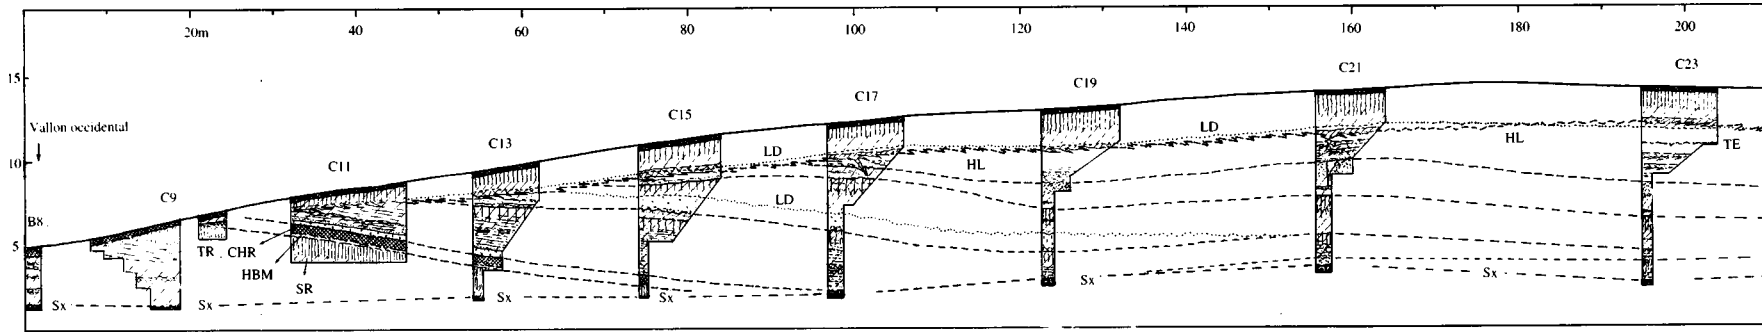 20m 40 60 80 100 120 140 160 180 200
C21 C23
15
C19
C17
C15
Vallon occidental
LD
LD
HL
TE
C13
10
LD
HL
C11
C9
LD
B8
5
TR
CHR
HBM
SR
Sx Sx Sx Sx Sx Sx